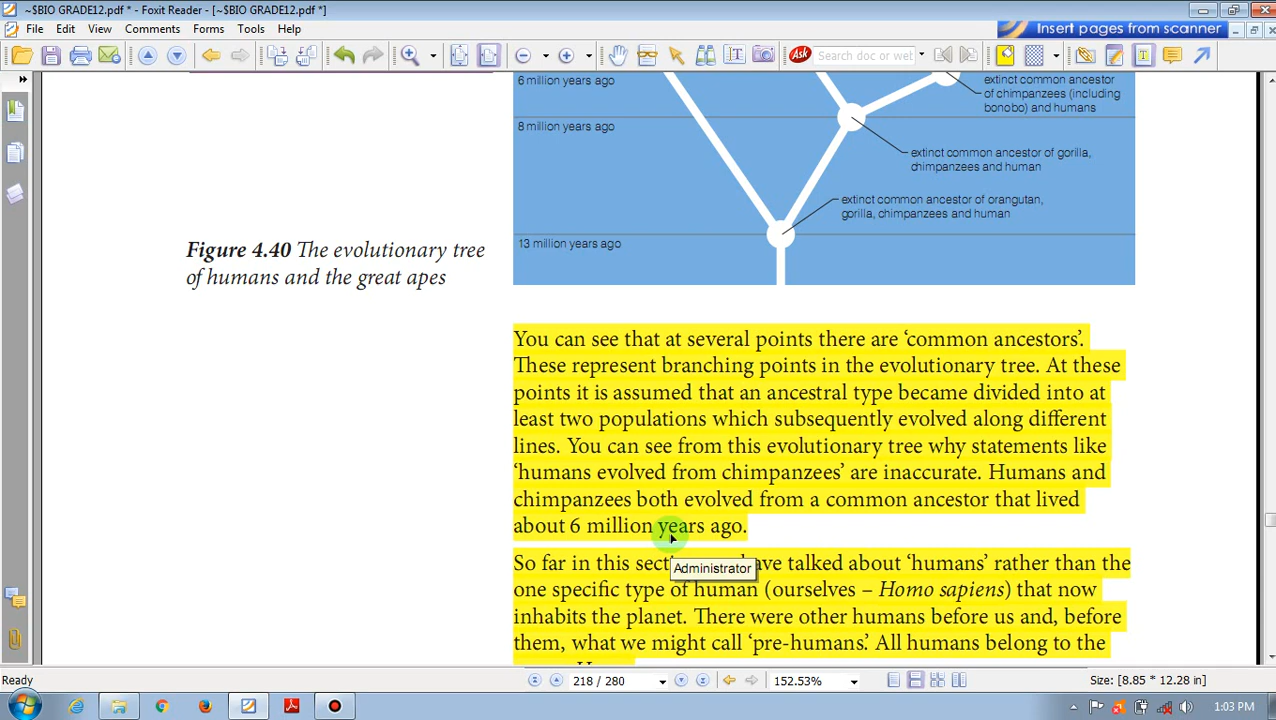 ~$BIO GRADE12.pdf * - Foxit Reader - [~$BIO GRADE12.pdf *]
File Edit View Comments Forms Tools Help
Insert pages from scanner
Ask Search doc or wet
6 million years ago
extinct common ancestor
of chimpanzees (including
bonobo) and humans
8 million years ago
extinct common ancestor of gorilla,
chimpanzees and human
extinct common ancestor of orangutan,
gorilla, chimpanzees and human
13 million years ago
Figure 4.40 The evolutionary tree
of humans and the great apes
You can see that at several points there are ‘common ancestors’.
These represent branching points in the evolutionary tree. At these
points it is assumed that an ancestral type became divided into at
least two populations which subsequently evolved along different
lines. You can see from this evolutionary tree why statements like
‘humans evolved from chimpanzees’ are inaccurate. Humans and
chimpanzees both evolved from a common ancestor that lived
about 6 million years ago.
Administrator
So far in this secti ave talked about ‘humans’ rather than the
one specific type of human (ourselves – Homo sapiens) that now
inhabits the planet. There were other humans before us and, before
them, what we might call ‘pre-humans.’ All humans belong to the
Ready 218 / 280 152.53% Size: [8.85 * 12.28 in]
1:03 PM